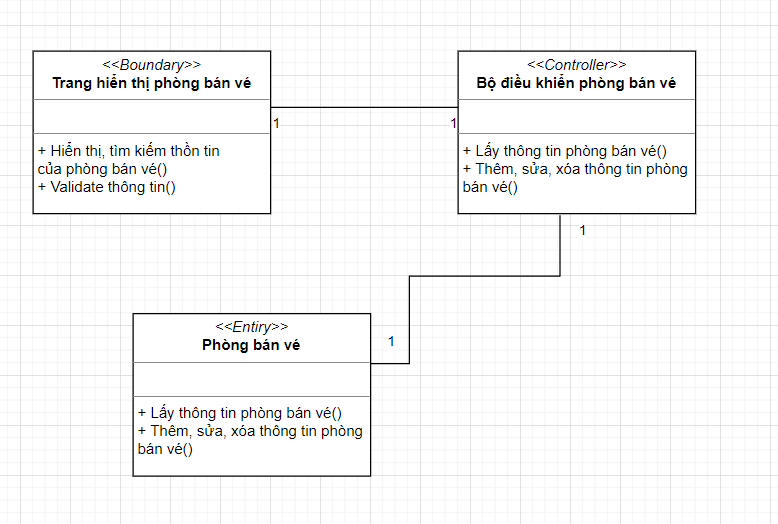 <<Boundary>>
Trang hiển thị phòng bán vé
+ Hiển thị, tìm kiếm thồn tin
của phòng bán vé()
+ Validate thông tin()
1
1
<<Controller>>
Bộ điều khiển phòng bán vé
+ Lấy thông tin phòng bán vé()
+ Thêm, sửa, xóa thông tin phòng
bán vé()
1
1
<<Entiry>>
Phòng bán vé
+ Lấy thông tin phòng bán vé()
+ Thêm, sửa, xóa thông tin phòng
bán vé()